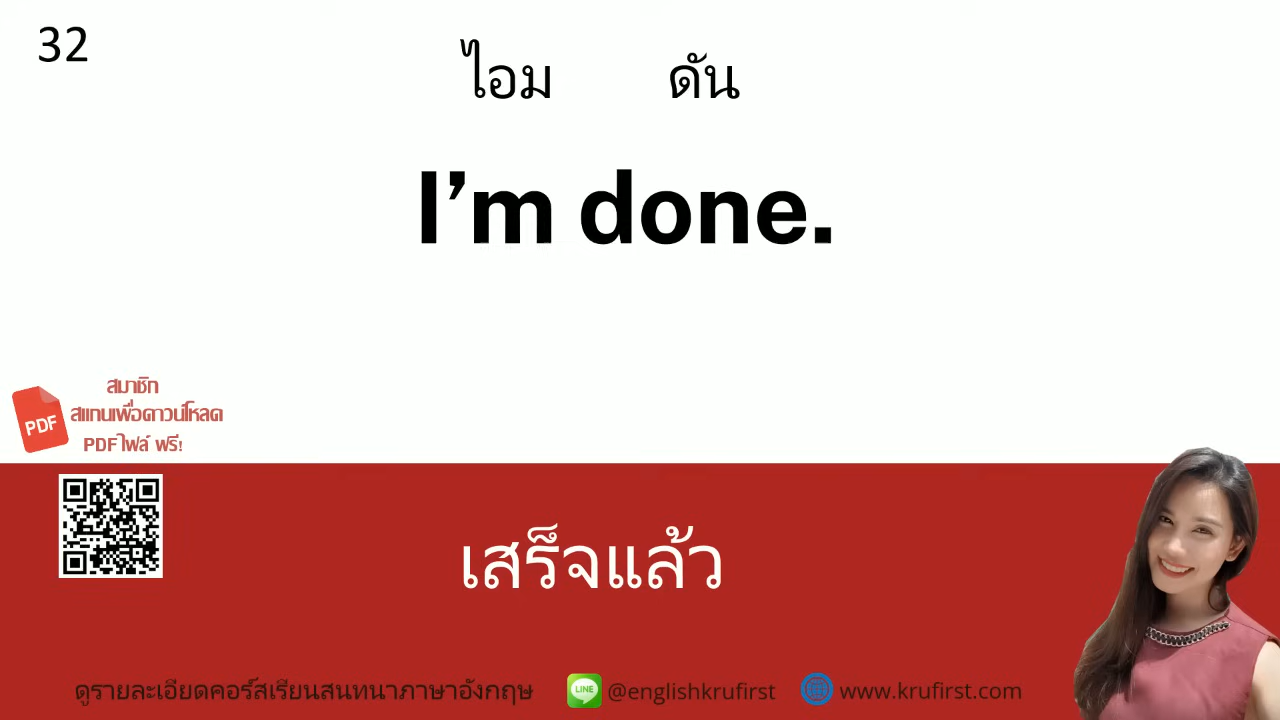 32
ไอม ดัน
I'm done.
สมาชิก
สแกนเพื่อดาวน์โหลด
PDF
PDFไฟล์ ฟรี!
เสร็จแล้ว
ดูรายละเอียดคอร์สเรียนสนทนาภาษาอังกฤษ LINE @englishkrufirst www.krufirst.com